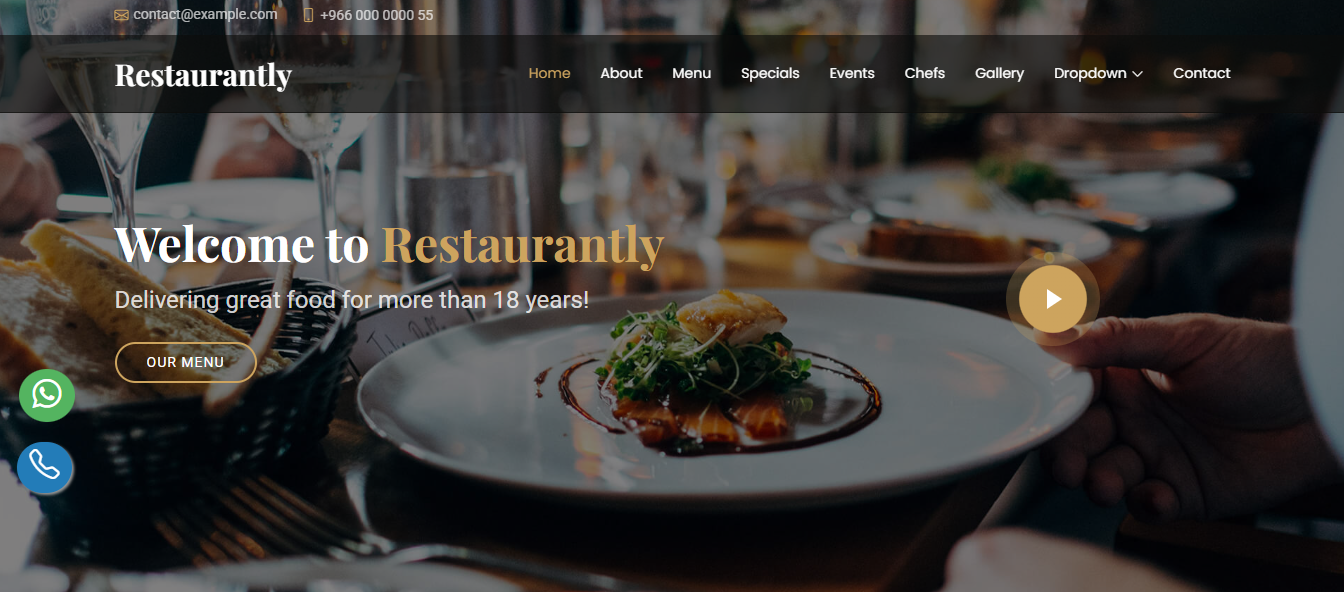 contact@example.com +966 000 0000 55
Restaurantly
Home About Menu Specials Events Chefs Gallery Dropdown Contact
Welcome to Restaurantly
Delivering great food for more than 18 years!
OUR MENU